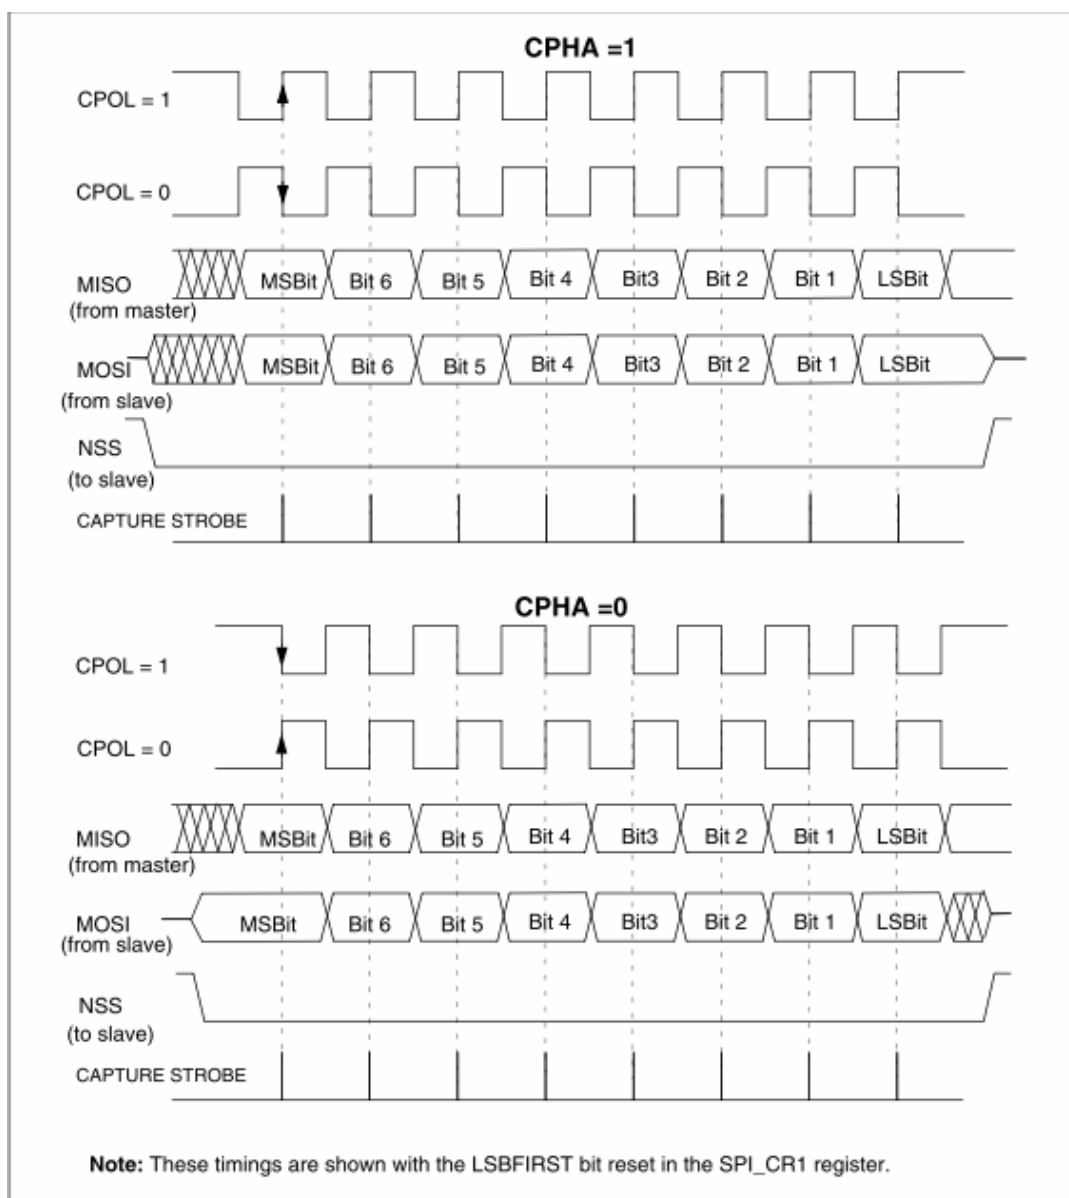 CPHA =1
CPOL = 1
CPOL = 0
MISO MSBit Bit 6 Bit 5 Bit 4 Bit3 Bit 2 Bit 1 LSBit
(from master)
MOSI MSBit Bit 6 Bit 5 Bit 4 Bit3 Bit 2 Bit 1 LSBit
(from slave)
NSS
(to slave)
CAPTURE STROBE
CPHA =0
CPOL = 1
CPOL = 0
MISO MSBit Bit 6 Bit 5 Bit 4 Bit3 Bit 2 Bit 1 LSBit
(from master)
MOSI MSBit Bit 6 Bit 5 Bit 4 Bit3 Bit 2 Bit 1 LSBit
(from slave)
NSS
(to slave)
CAPTURE STROBE
Note: These timings are shown with the LSBFIRST bit reset in the SPI_CR1 register.